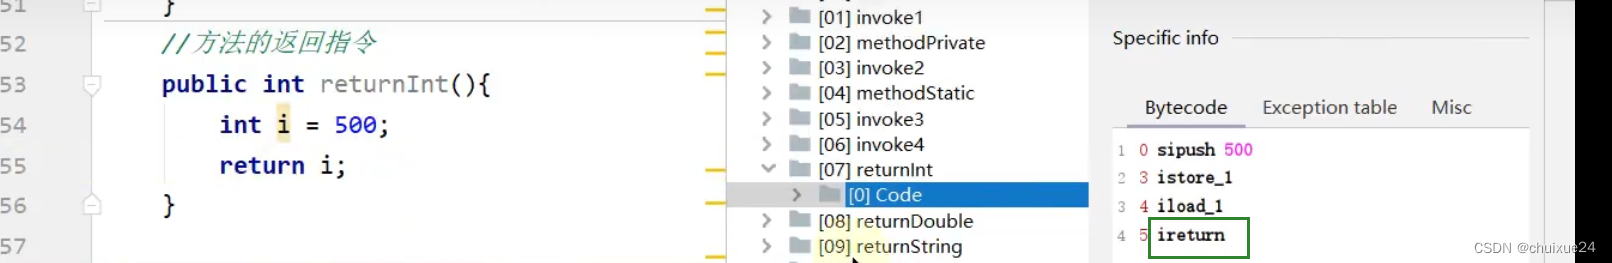 51
}
52
//方法的返回指令
53
public int returnInt(){
54
int i = 500;
55
return i;
56
}
57
[01] invoke1
[02] methodPrivate
[03] invoke2
[04] methodStatic
[05] invoke3
[06] invoke4
[07] returnInt
[0] Code
[08] returnDouble
[09] returnString
Specific info
Bytecode Exception table Misc
1 0 sipush 500
2 3 istore_1
3 4 iload_1
4 5 ireturn
CSDN @chuixue24